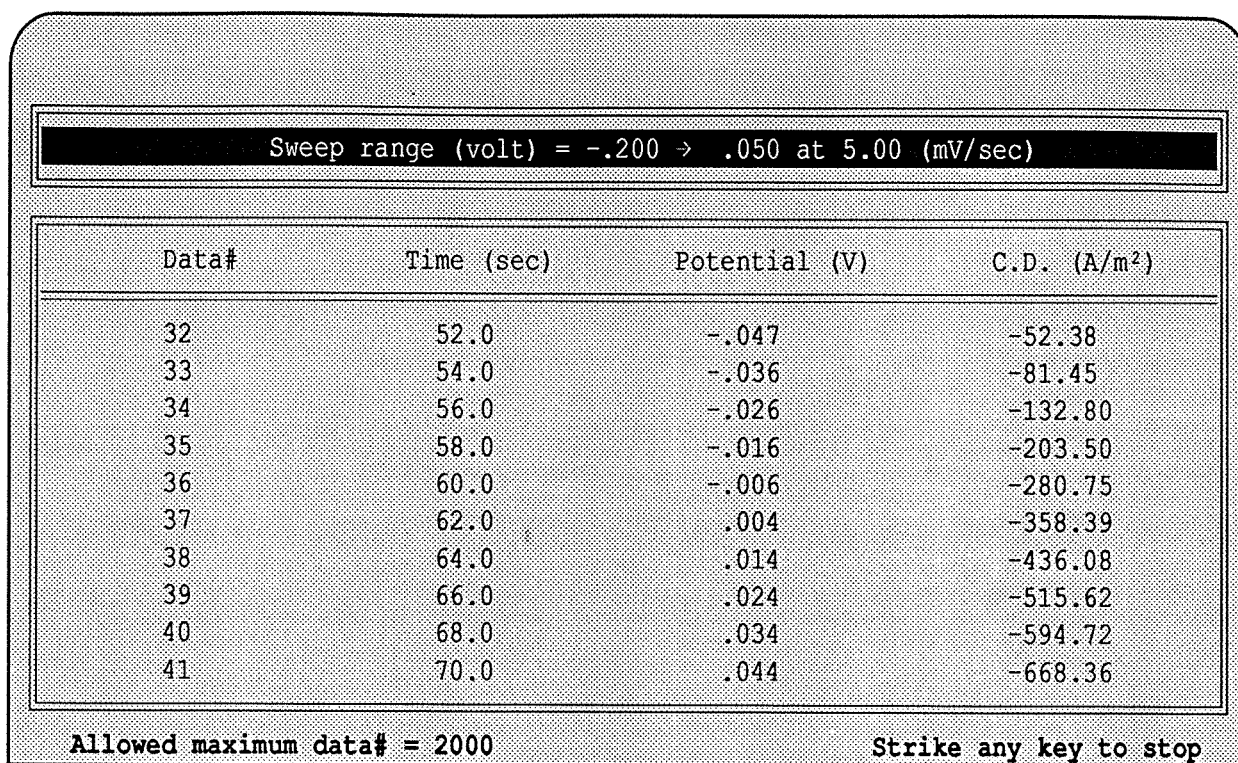 Sweep range (volt) = -.200 → .050 at 5.00 (mV/sec)
Data# Time (sec) Potential (V) C.D. (A/m²)
32 52.0 -.047 -52.38
33 54.0 -.036 -81.45
34 56.0 -.026 -132.80
35 58.0 -.016 -203.50
36 60.0 -.006 -280.75
37 62.0 .004 -358.39
38 64.0 .014 -436.08
39 66.0 .024 -515.62
40 68.0 .034 -594.72
41 70.0 .044 -668.36
Allowed maximum data# = 2000 Strike any key to stop